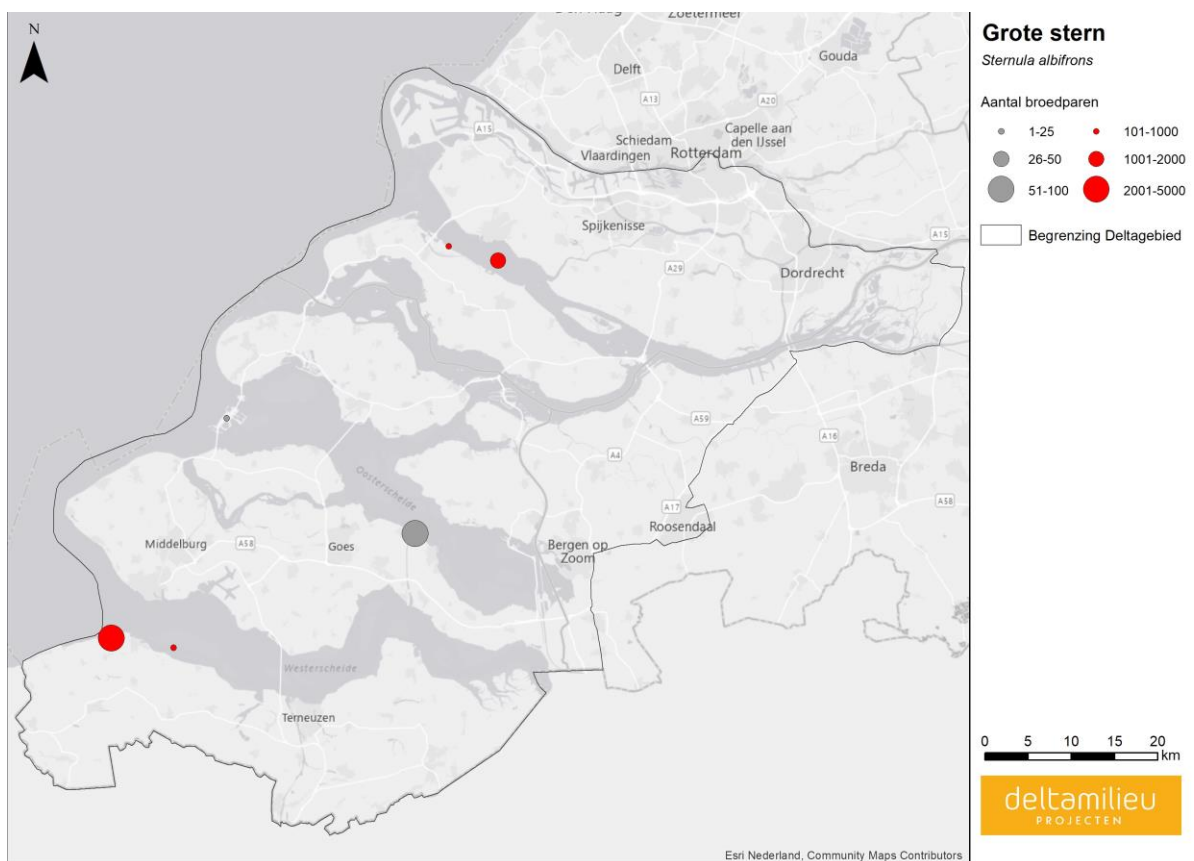 N
Den Haag
Zoetermeer
Gouda
Delft
A13
A20
A15
Schiedam
Capelle aan
den IJssel
Vlaardingen
Rotterdam
Spijkenisse
A15
A29
Dordrecht
A59
A16
A4
Breda
Oosterschelde
A17
A58
Roosendaal
Middelburg
A58
Goes
Bergen op
Zoom
Westerschelde
Terneuzen
Esri Nederland, Community Maps Contributors
Grote stern
Sternula albifrons
Aantal broedparen
1-25 101-1000
26-50 1001-2000
51-100 2001-5000
Begrenzing Deltagebied
0 5 10 15 20
km
deltamilieu
PROJECTEN